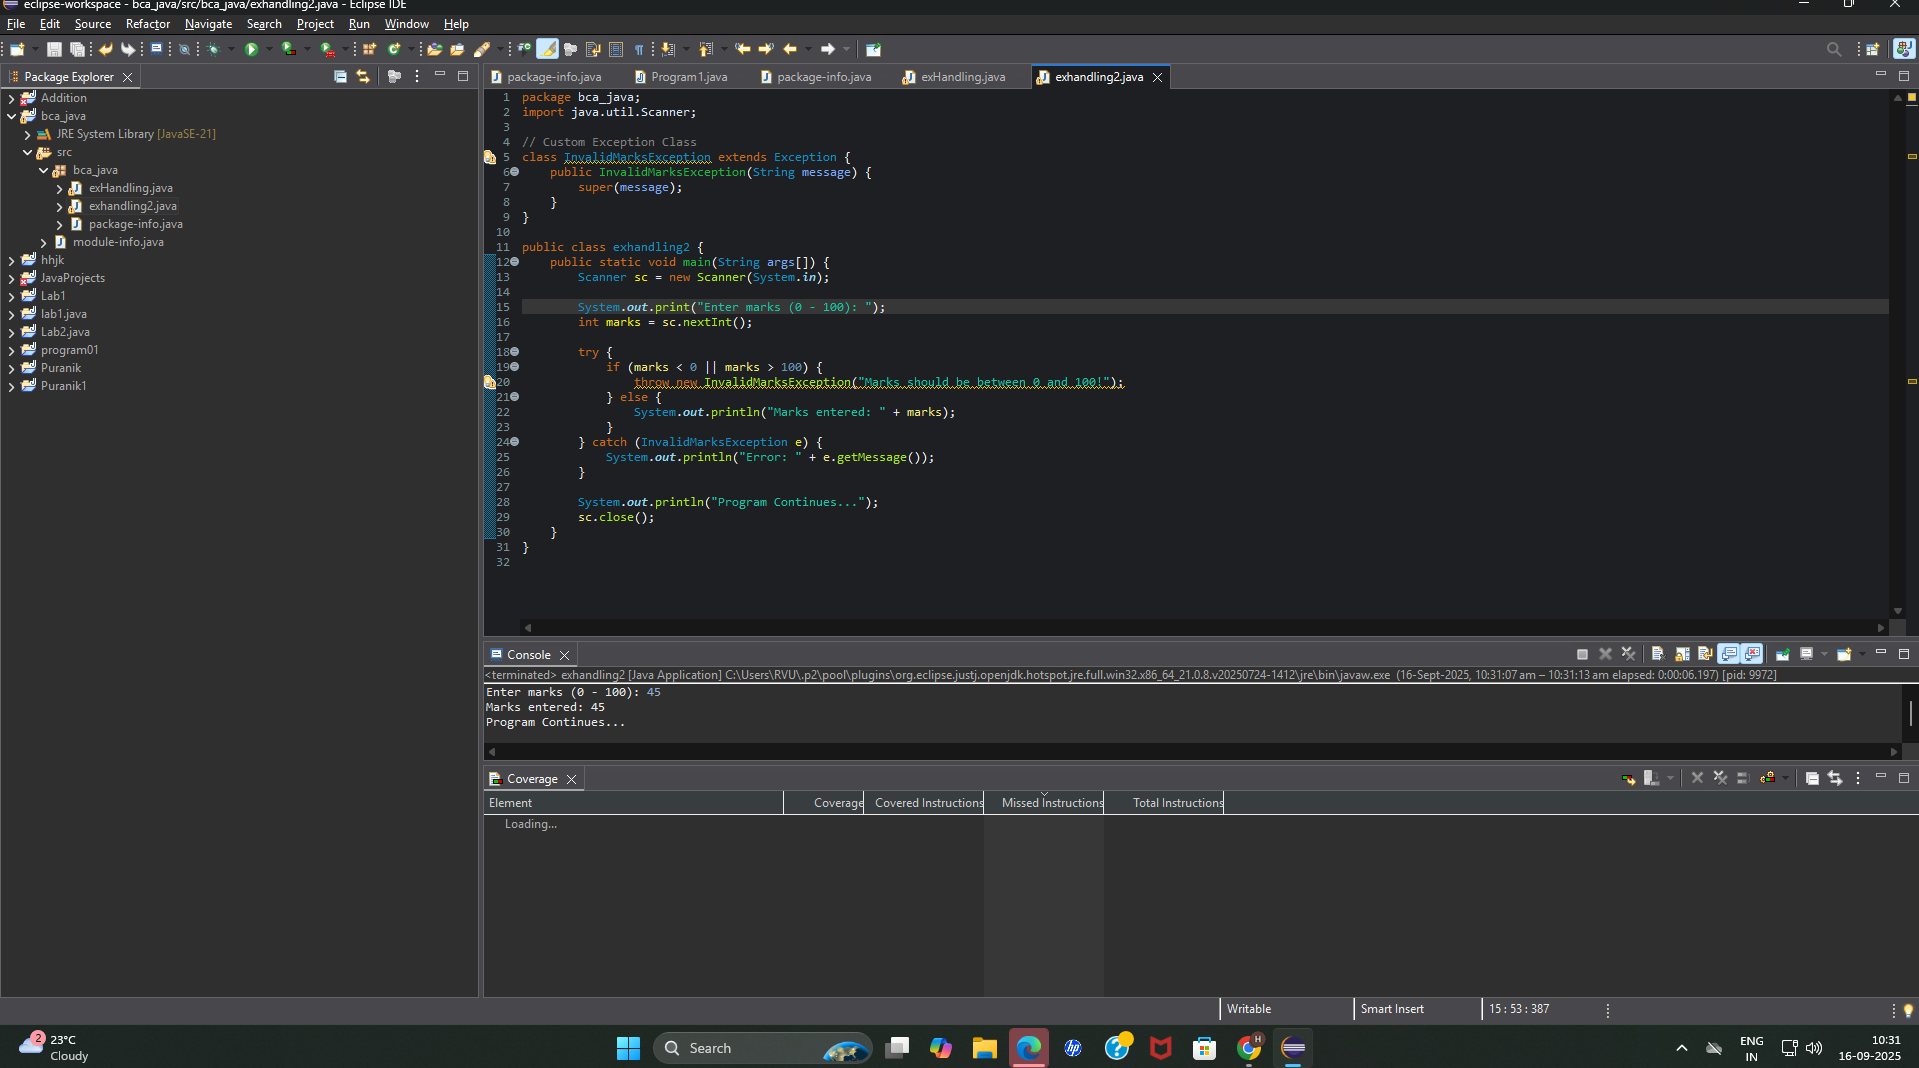 eclipse-workspace - bca_java/src/bca_java/exhandling2.java - Eclipse IDE
File Edit Source Refactor Navigate Search Project Run Window Help
Package Explorer
Addition
bca_java
JRE System Library [JavaSE-21]
src
bca_java
exHandling.java
exhandling2.java
package-info.java
module-info.java
hhjk
JavaProjects
Lab1
lab1.java
Lab2.java
program01
Puranik
Puranik1
package-info.java Program1.java package-info.java exHandling.java exhandling2.java
1 package bca_java;
2 import java.util.Scanner;
3
4 // Custom Exception Class
5 class InvalidMarksException extends Exception {
6 public InvalidMarksException(String message) {
7 super(message);
8 }
9 }
10
11 public class exhandling2 {
12 public static void main(String args[]) {
13 Scanner sc = new Scanner(System.in);
14
15 System.out.print("Enter marks (0 - 100): ");
16 int marks = sc.nextInt();
17
18 try {
19 if (marks < 0 || marks > 100) {
20 throw new InvalidMarksException("Marks should be between 0 and 100!");
21 } else {
22 System.out.println("Marks entered: " + marks);
23 }
24 } catch (InvalidMarksException e) {
25 System.out.println("Error: " + e.getMessage());
26 }
27
28 System.out.println("Program Continues...");
29 sc.close();
30 }
31 }
32
Console
<terminated> exhandling2 [Java Application] C:\Users\RVU\.p2\pool\plugins\org.eclipse.justj.openjdk.hotspot.jre.full.win32.x86_64_21.0.8.v20250724-1412\jre\bin\javaw.exe (16-Sept-2025, 10:31:07 am – 10:31:13 am elapsed: 0:00:06.197) [pid: 9972]
Enter marks (0 - 100): 45
Marks entered: 45
Program Continues...
Coverage
Element Coverage Covered Instructions Missed Instructions Total Instructions
Loading...
Writable Smart Insert 15 : 53 : 387
2
23°C
Cloudy
Search
hp
H
ENG
IN
10:31
16-09-2025